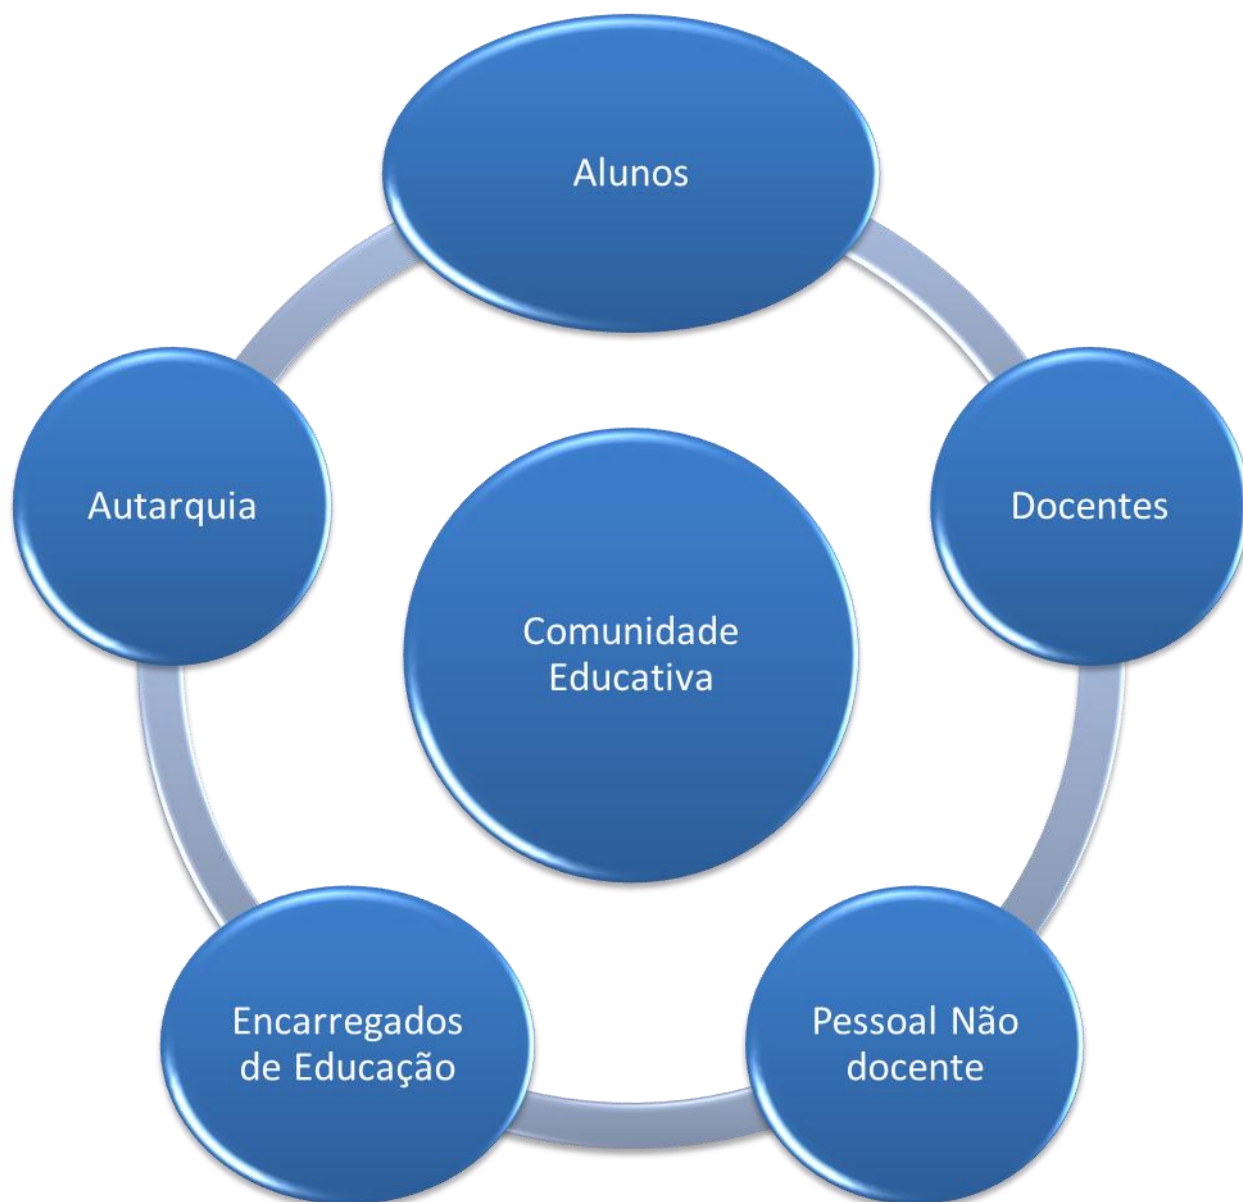 Alunos
Autarquia
Docentes
Comunidade
Educativa
Encarregados
de Educação
Pessoal Não
docente